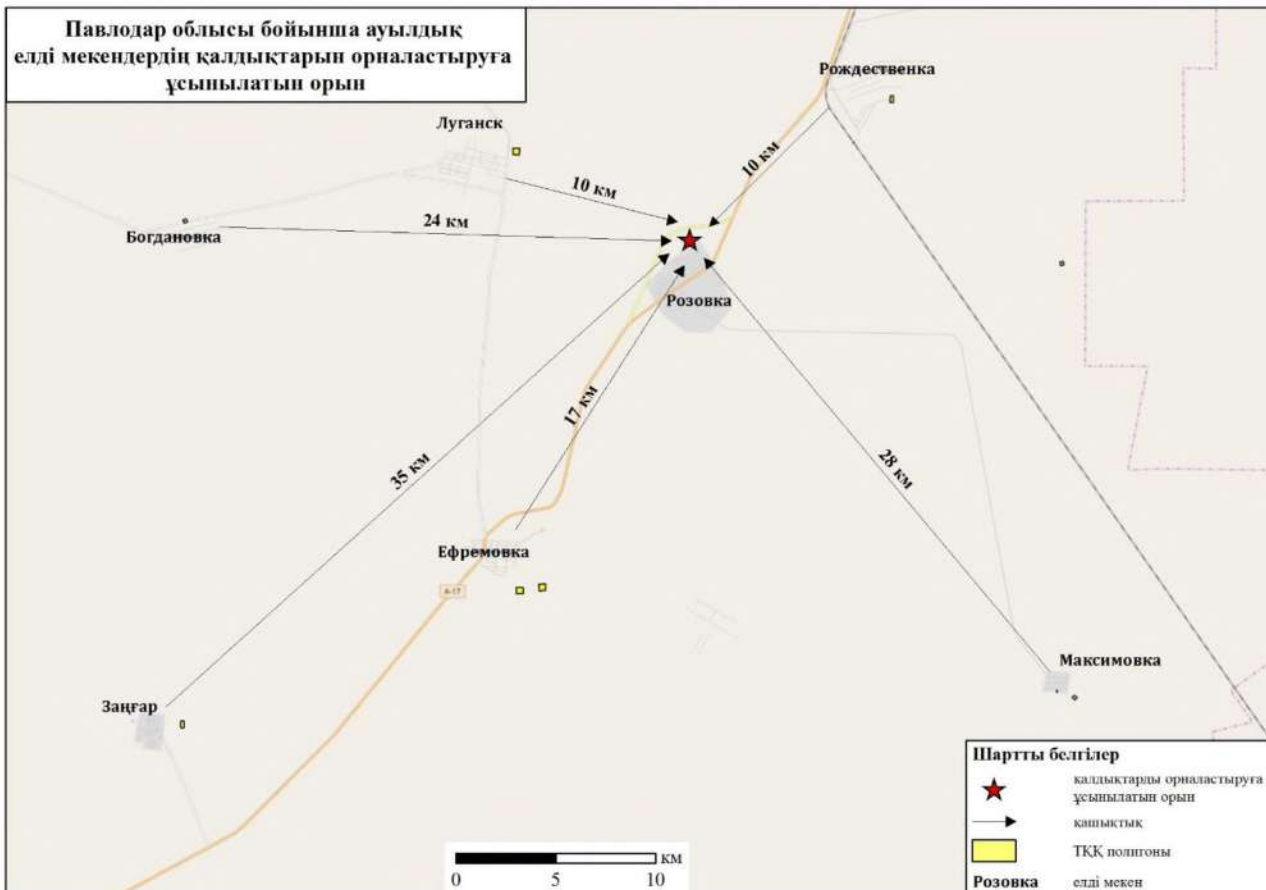 Павлодар облысы бойынша ауылдық
елді мекендердің қалдықтарын орналастыруға
ұсынылатын орын
Рождественка
Луганск
10 км
10 км
24 км
Богдановка
Розовка
17 км
35 км
28 км
Ефремовка
А-17
Максимовка
Заңғар
Шартты белгілер
қалдықтарды орналастыруға
ұсынылатын орын
қашықтық
ТҚҚ полигоны
Розовка елді мекен
км
0 5 10